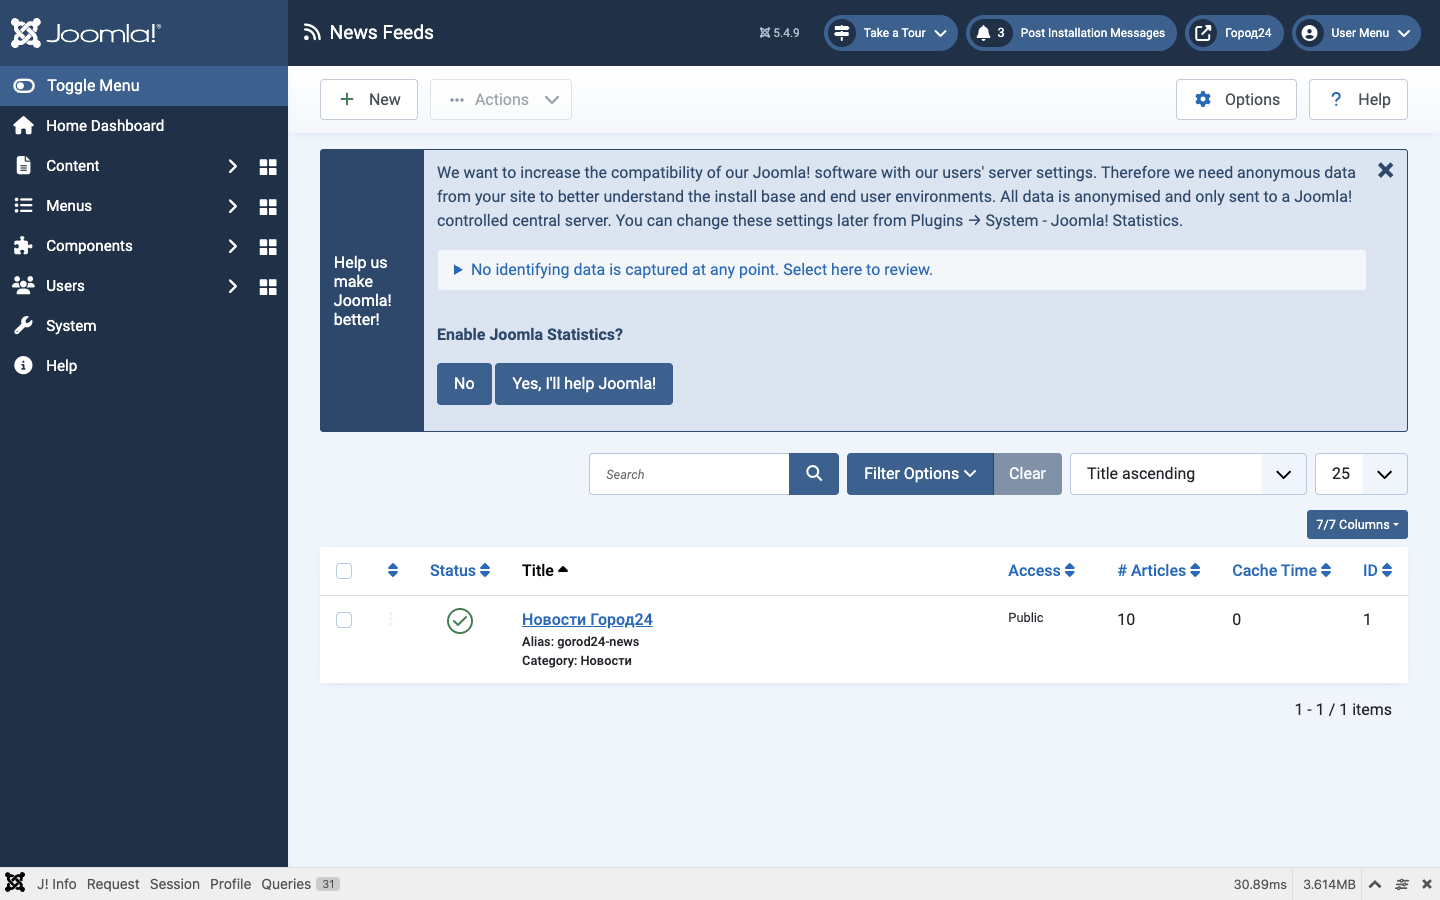 Joomla!
News Feeds
5.4.9
Take a Tour
3 Post Installation Messages
Город24
User Menu
Toggle Menu
Home Dashboard
Content
Menus
Components
Users
System
Help
New
Actions
Options
Help
Help us
make
Joomla!
better!
We want to increase the compatibility of our Joomla! software with our users' server settings. Therefore we need anonymous data
from your site to better understand the install base and end user environments. All data is anonymised and only sent to a Joomla!
controlled central server. You can change these settings later from Plugins → System - Joomla! Statistics.
No identifying data is captured at any point. Select here to review.
Enable Joomla Statistics?
No
Yes, I'll help Joomla!
Search
Filter Options
Clear
Title ascending
25
7/7 Columns
Status Title Access # Articles Cache Time ID
Новости Город24 Public 10 0 1
Alias: gorod24-news
Category: Новости
1 - 1 / 1 items
J! Info Request Session Profile Queries 31
30.89ms 3.614MB